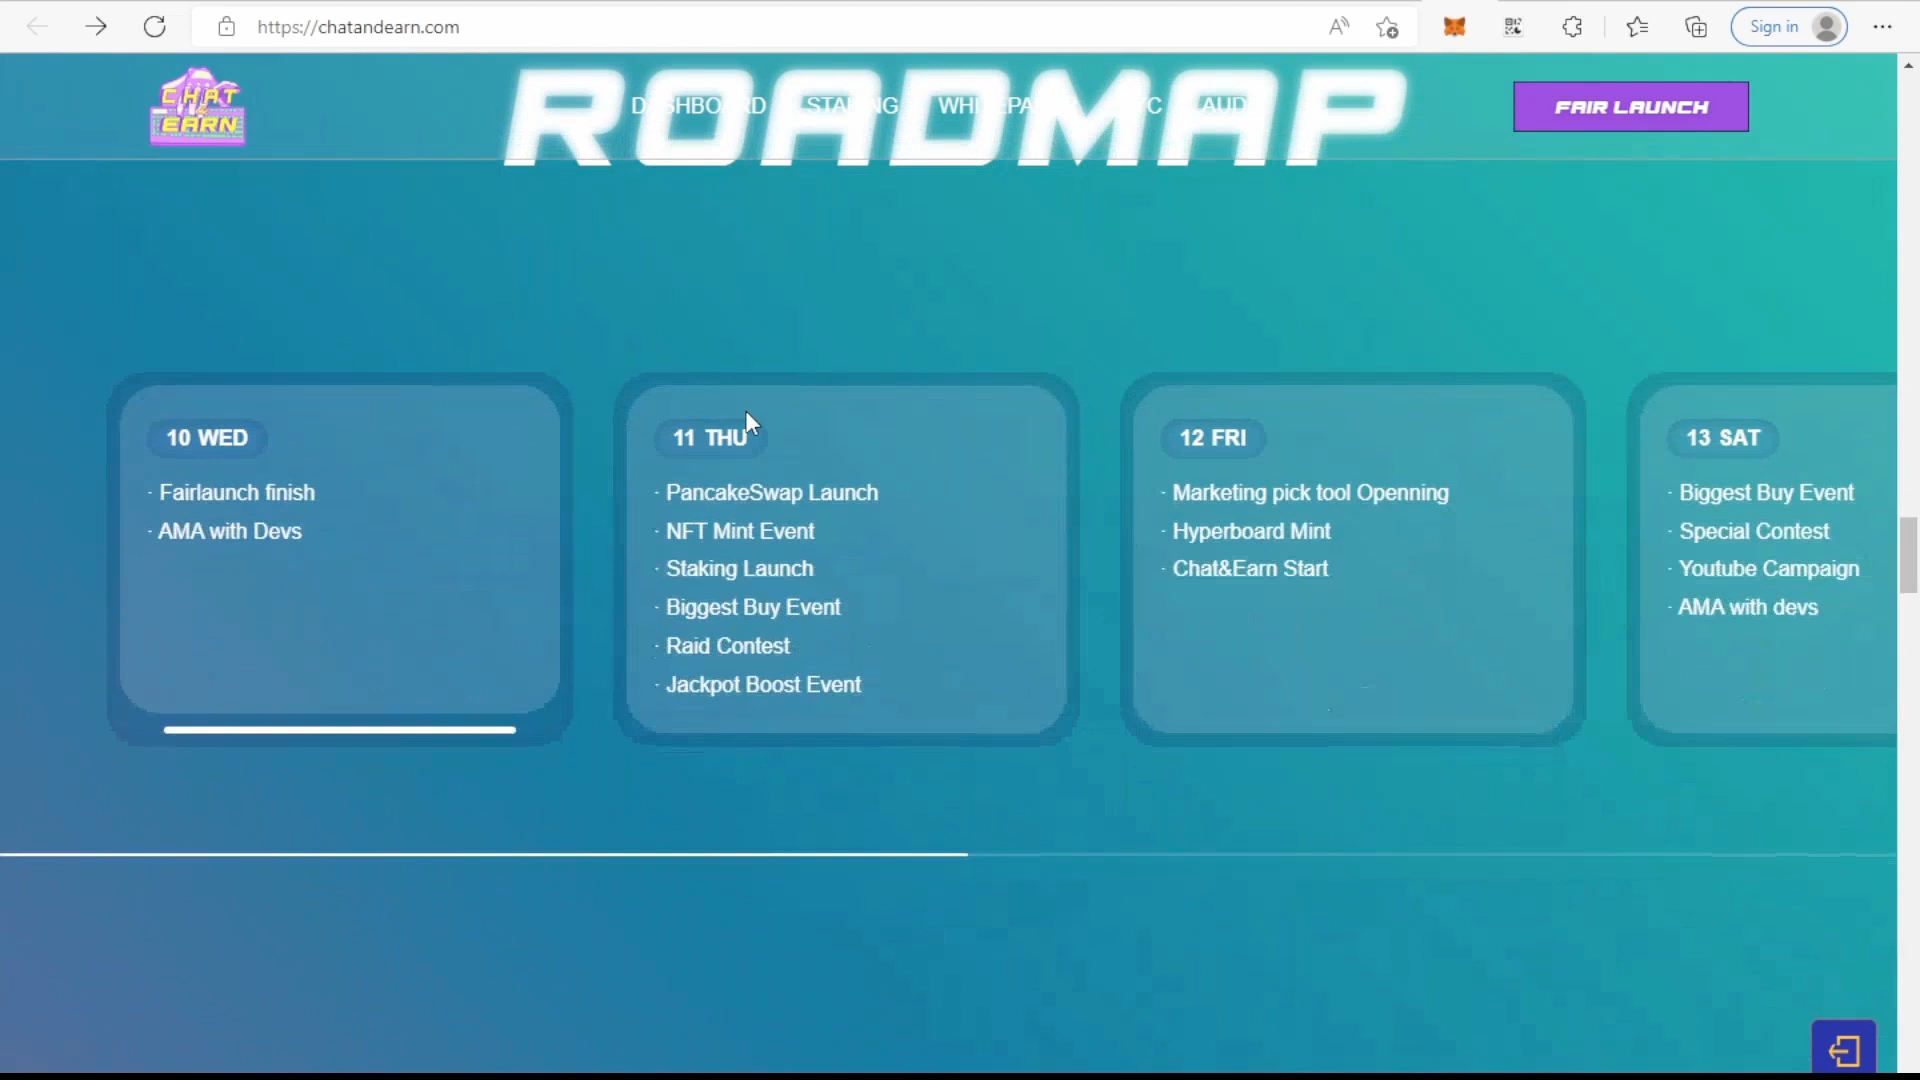 https://chatandearn.com
Sign in
CHAT
2
EARN
ROADMAP
DASHBOARD
STAKING
FAIR LAUNCH
10 WED
· Fairlaunch finish
· AMA with Devs
11 THU
· PancakeSwap Launch
· NFT Mint Event
· Staking Launch
· Biggest Buy Event
· Raid Contest
· Jackpot Boost Event
12 FRI
· Marketing pick tool Openning
· Hyperboard Mint
· Chat&Earn Start
13 SAT
· Biggest Buy Event
· Special Contest
· Youtube Campaign
· AMA with devs